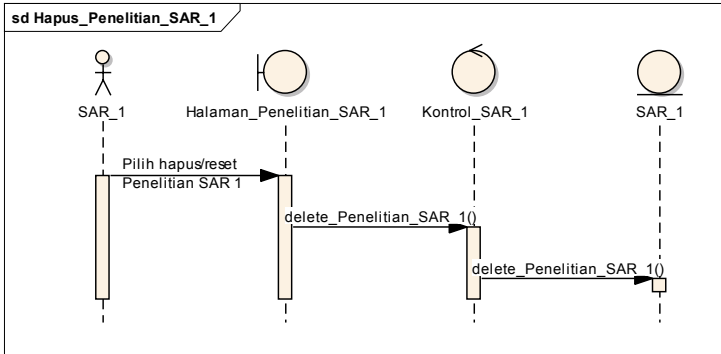 sd Hapus_Penelitian_SAR_1
SAR_1
Halaman_Penelitian_SAR_1
Kontrol_SAR_1
SAR_1
Pilih hapus/reset
Penelitian SAR 1
delete_Penelitian_SAR_1()
delete_Penelitian_SAR_1()